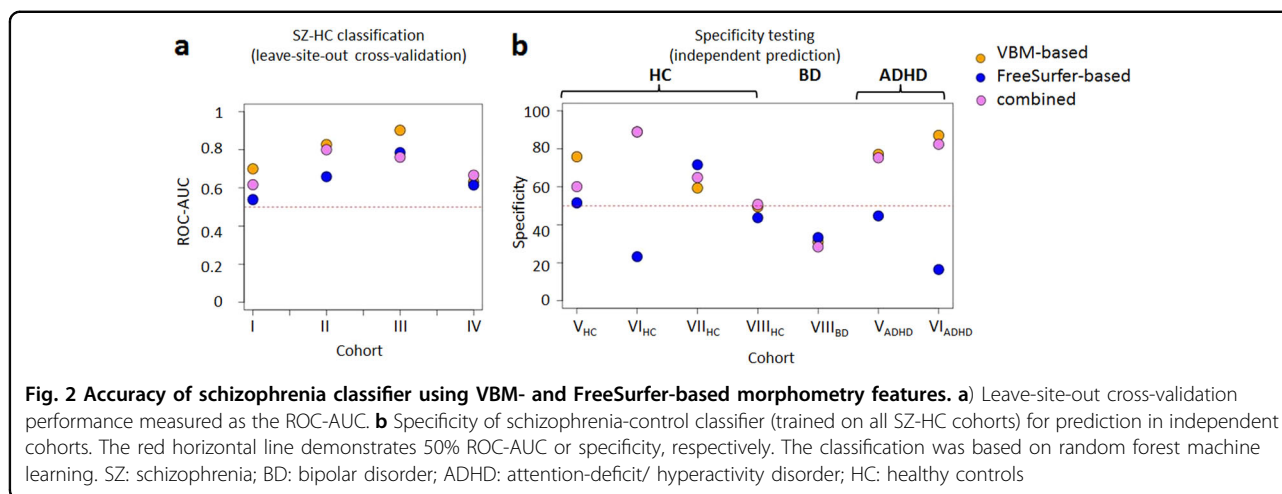 a
SZ-HC classification
(leave-site-out cross-validation)
ROC-AUC
1
0.8
0.6
0.4
0.2
0
I
II
III
IV
Cohort
b
Specificity testing
(independent prediction)
HC
BD
ADHD
Specificity
100
80
60
40
20
0
V_HC
VI_HC
VII_HC
VIII_HC
VIII_BD
V_ADHD
VI_ADHD
Cohort
VBM-based
FreeSurfer-based
combined
Fig. 2 Accuracy of schizophrenia classifier using VBM- and FreeSurfer-based morphometry features. a) Leave-site-out cross-validation
performance measured as the ROC-AUC. b Specificity of schizophrenia-control classifier (trained on all SZ-HC cohorts) for prediction in independent
cohorts. The red horizontal line demonstrates 50% ROC-AUC or specificity, respectively. The classification was based on random forest machine
learning. SZ: schizophrenia; BD: bipolar disorder; ADHD: attention-deficit/ hyperactivity disorder; HC: healthy controls